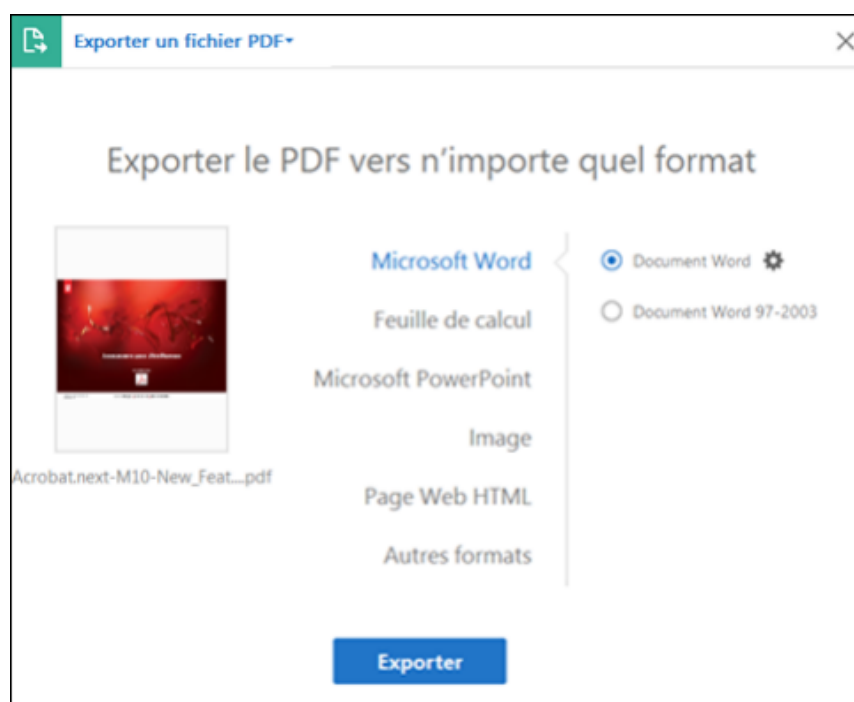 Exporter un fichier PDF
Exporter le PDF vers n'importe quel format
Microsoft Word
Document Word
Feuille de calcul
Document Word 97-2003
Microsoft PowerPoint
Image
Acrobat.next-M10-New_Feat....pdf
Page Web HTML
Autres formats
Exporter